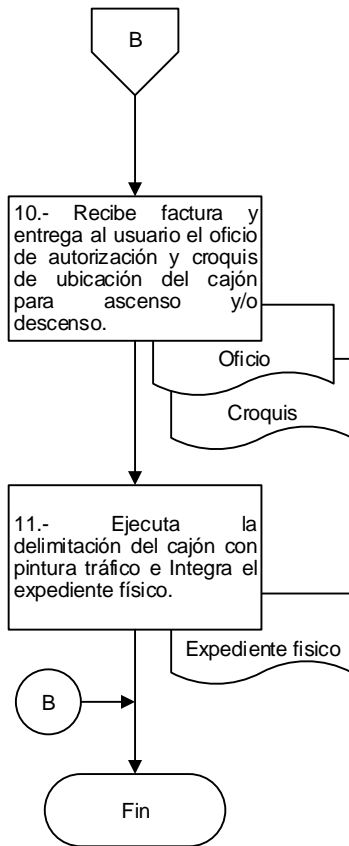 B
10.- Recibe factura y
entrega al usuario el oficio
de autorización y croquis
de ubicación del cajón
para ascenso y/o
descenso.
Oficio
Croquis
11.- Ejecuta la
delimitación del cajón con
pintura tráfico e Integra el
expediente físico.
Expediente fisico
B
Fin